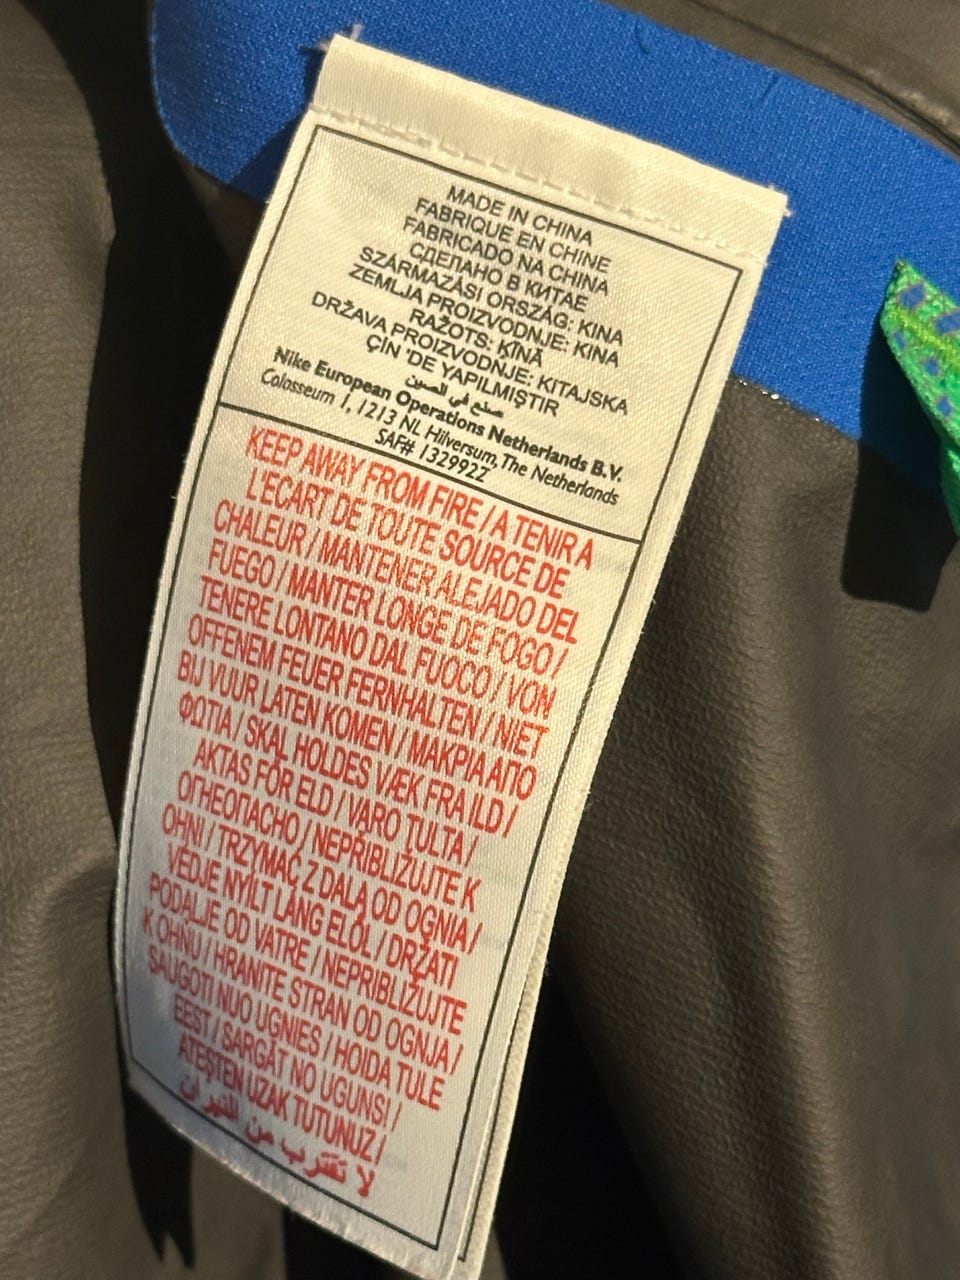 MADE IN CHINA
FABRIQUE EN CHINE
FABRICADO NA CHINA
СДЕЛАНО В КИТАЕ
SZÁRMAZÁSI ORSZÁG: KINA
ZEMLJA PROIZVODNJE: KINA
RAŽOTS: ĶĪNĀ
DRŽAVA PROIZVODNJE: KITAJSKA
ÇIN 'DE YAPILMIŞTIR
صنع في الصين
Nike European Operations Netherlands B.V.
Colosseum 1, 1213 NL Hilversum, The Netherlands
SAF# 132992Z
KEEP AWAY FROM FIRE / A TENIR A
L'ECART DE TOUTE SOURCE DE
CHALEUR / MANTENER ALEJADO DEL
FUEGO / MANTER LONGE DE FOGO /
TENERE LONTANO DAL FUOCO / VON
OFFENEM FEUER FERNHALTEN / NIET
BIJ VUUR LATEN KOMEN / ΜΑΚΡΙΑ ΑΠΟ
ΦΩΤΙΑ / SKAL HOLDES VÆK FRA ILD /
AKTAS FÖR ELD / VARO TULTA /
ОГНЕОПАСНО / NEPŘIBLIŽUJTE K
OHNI / TRZYMAĆ Z DALA OD OGNIA /
VÉDJE NYÍLT LÁNG ELŐL / DRŽATI
PODALJE OD VATRE / NEPRIBLIŽUJTE
K OHŇU / HRANITE STRAN OD OGNJA /
SAUGOTI NUO UGNIES / HOIDA TULE
EEST / SARGĀT NO UGUNS! /
ATEŞTEN UZAK TUTUNUZ /
لا تقترب من النيران